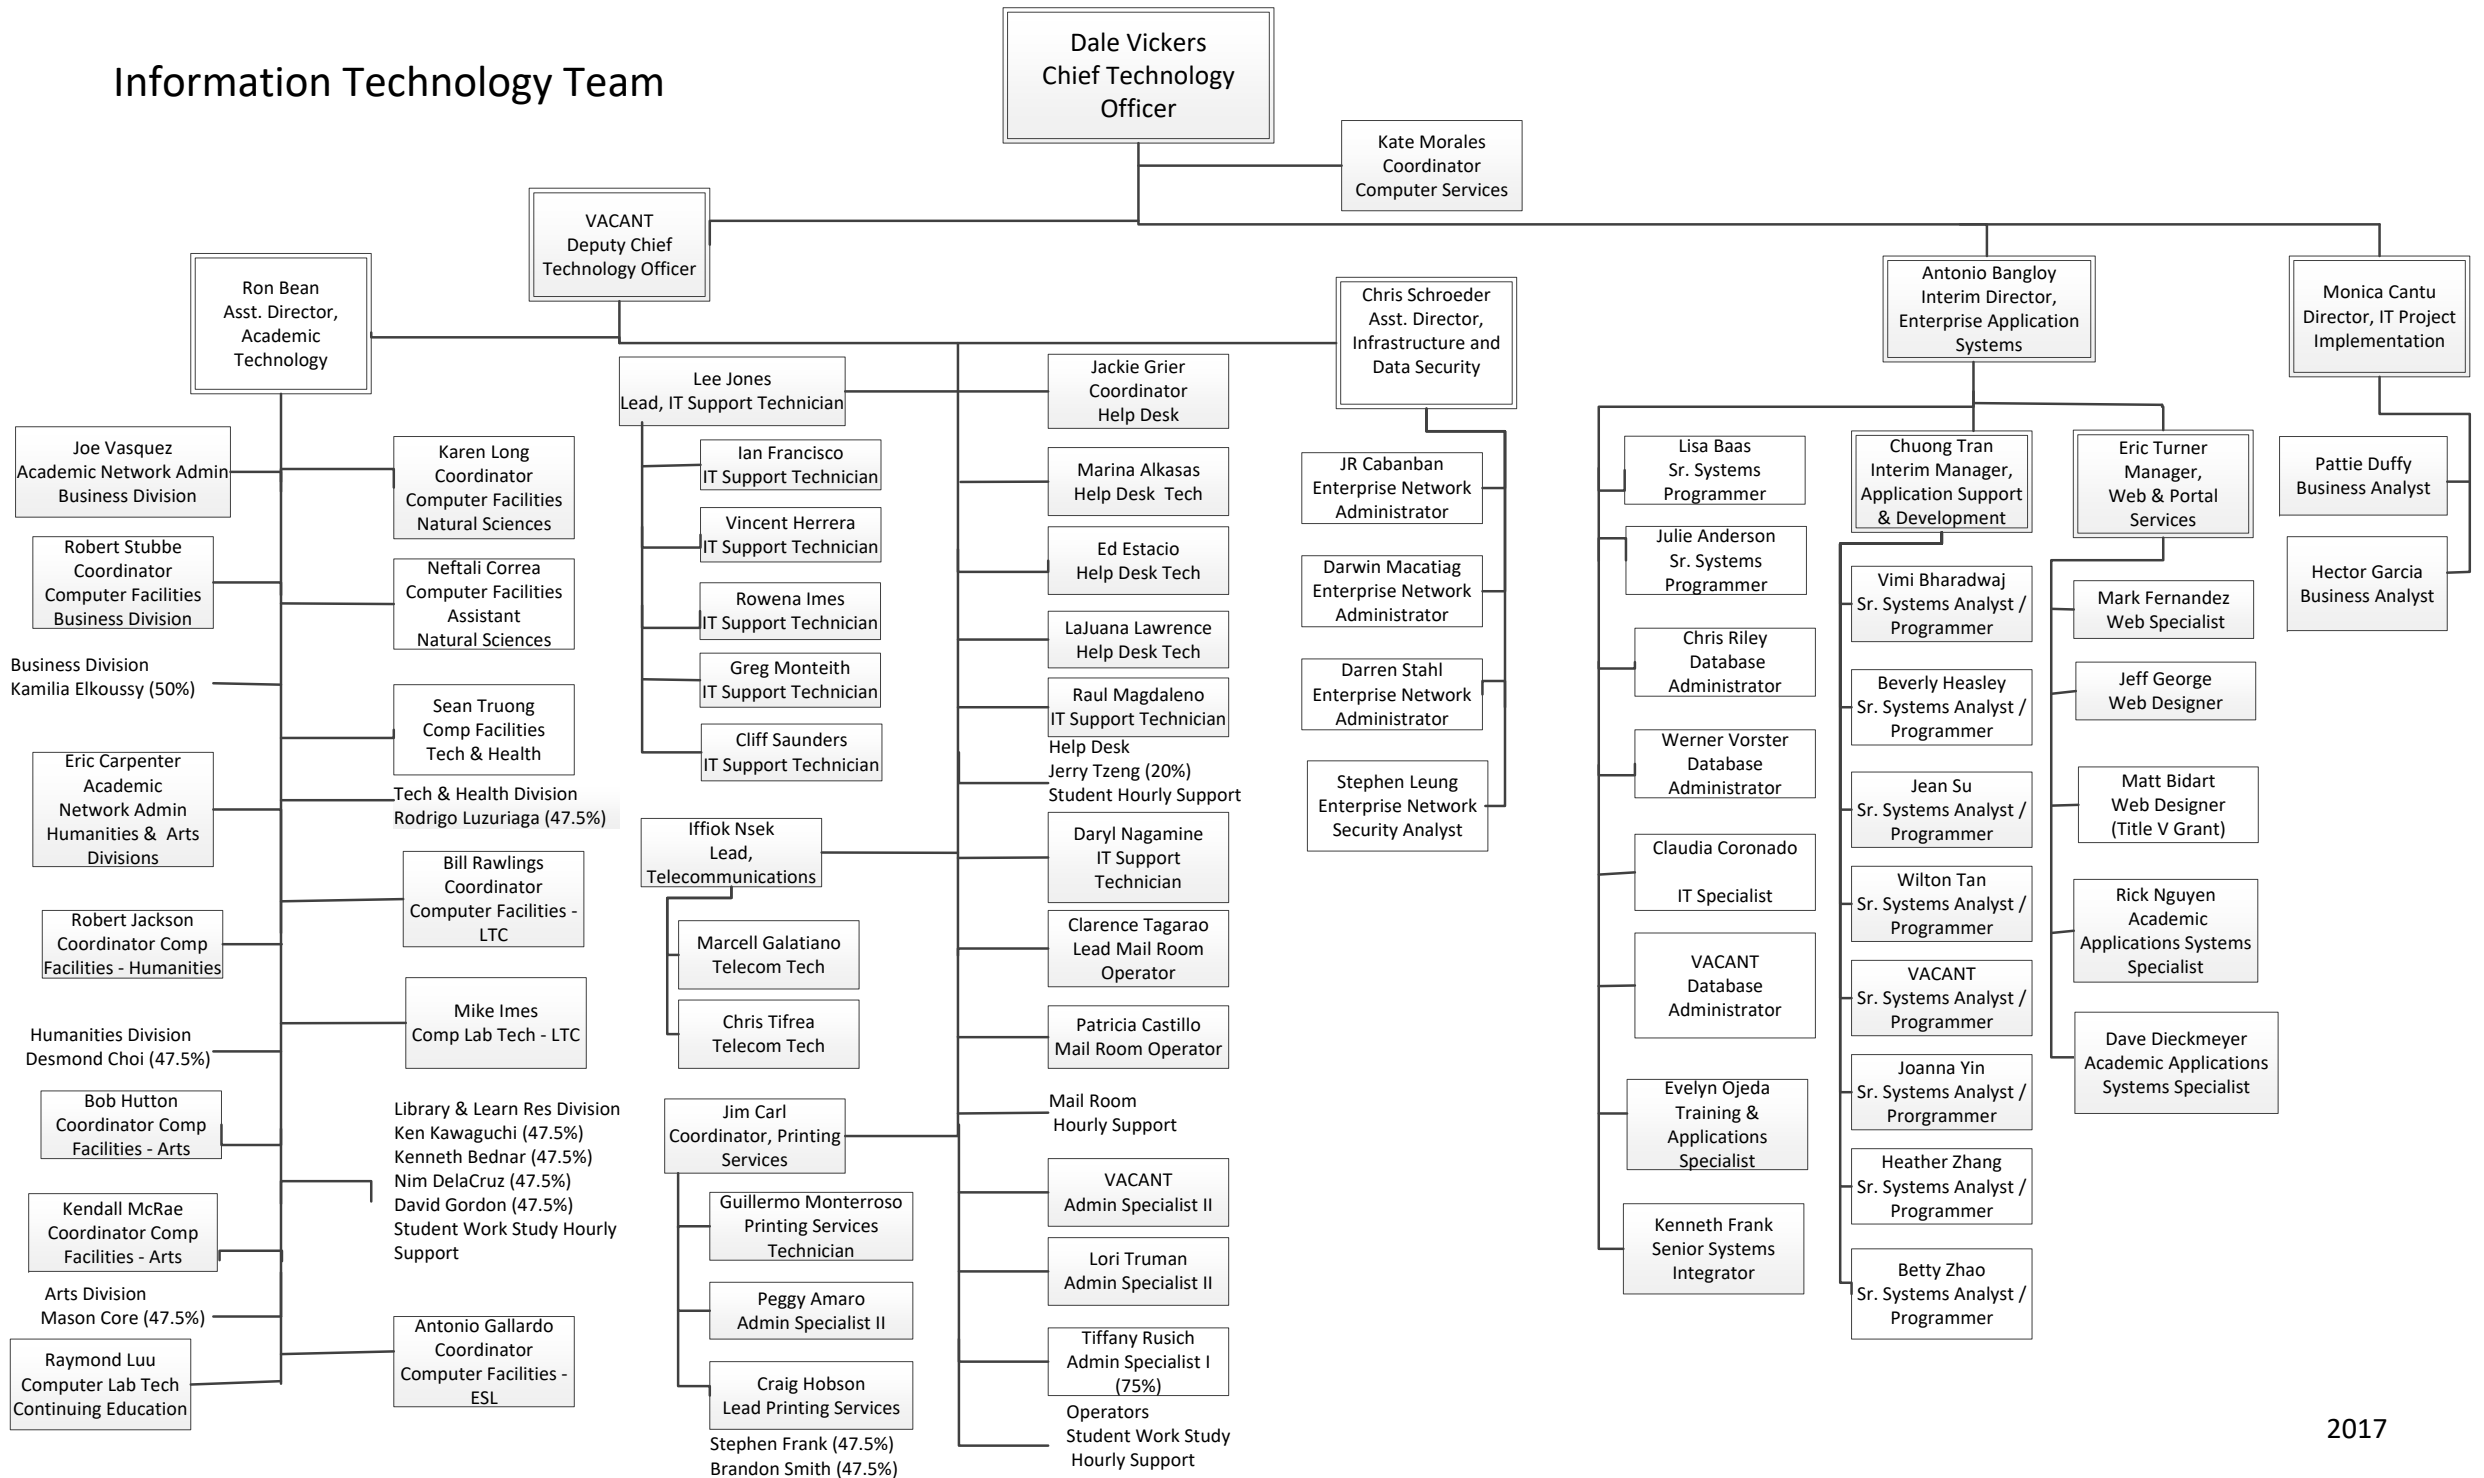 Information Technology Team
Dale Vickers
Chief Technology
Officer
Kate Morales
Coordinator
Computer Services
VACANT
Deputy Chief
Technology Officer
Ron Bean
Asst. Director,
Academic
Technology
Chris Schroeder
Asst. Director,
Infrastructure and
Data Security
Antonio Bangloy
Interim Director,
Enterprise Application
Systems
Monica Cantu
Director, IT Project
Implementation
Joe Vasquez
Academic Network Admin
Business Division
Robert Stubbe
Coordinator
Computer Facilities
Business Division
Business Division
Kamilia Elkoussy (50%)
Eric Carpenter
Academic
Network Admin
Humanities & Arts
Divisions
Robert Jackson
Coordinator Comp
Facilities - Humanities
Humanities Division
Desmond Choi (47.5%)
Bob Hutton
Coordinator Comp
Facilities - Arts
Kendall McRae
Coordinator Comp
Facilities - Arts
Arts Division
Mason Core (47.5%)
Raymond Luu
Computer Lab Tech
Continuing Education
Karen Long
Coordinator
Computer Facilities
Natural Sciences
Neftali Correa
Computer Facilities
Assistant
Natural Sciences
Sean Truong
Comp Facilities
Tech & Health
Tech & Health Division
Rodrigo Luzuriaga (47.5%)
Bill Rawlings
Coordinator
Computer Facilities -
LTC
Mike Imes
Comp Lab Tech - LTC
Library & Learn Res Division
Ken Kawaguchi (47.5%)
Kenneth Bednar (47.5%)
Nim DelaCruz (47.5%)
David Gordon (47.5%)
Student Work Study Hourly
Support
Antonio Gallardo
Coordinator
Computer Facilities -
ESL
Lee Jones
Lead, IT Support Technician
Ian Francisco
IT Support Technician
Vincent Herrera
IT Support Technician
Rowena Imes
IT Support Technician
Greg Monteith
IT Support Technician
Cliff Saunders
IT Support Technician
Iffiok Nsek
Lead,
Telecommunications
Marcell Galatiano
Telecom Tech
Chris Tifrea
Telecom Tech
Jim Carl
Coordinator, Printing
Services
Guillermo Monterroso
Printing Services
Technician
Peggy Amaro
Admin Specialist II
Craig Hobson
Lead Printing Services
Stephen Frank (47.5%)
Brandon Smith (47.5%)
Jackie Grier
Coordinator
Help Desk
Marina Alkasas
Help Desk Tech
Ed Estacio
Help Desk Tech
LaJuana Lawrence
Help Desk Tech
Raul Magdaleno
IT Support Technician
Help Desk
Jerry Tzeng (20%)
Student Hourly Support
Daryl Nagamine
IT Support
Technician
Clarence Tagarao
Lead Mail Room
Operator
Patricia Castillo
Mail Room Operator
Mail Room
Hourly Support
VACANT
Admin Specialist II
Lori Truman
Admin Specialist II
Tiffany Rusich
Admin Specialist I
(75%)
Operators
Student Work Study
Hourly Support
JR Cabanban
Enterprise Network
Administrator
Darwin Macatiag
Enterprise Network
Administrator
Darren Stahl
Enterprise Network
Administrator
Stephen Leung
Enterprise Network
Security Analyst
Lisa Baas
Sr. Systems
Programmer
Julie Anderson
Sr. Systems
Programmer
Chris Riley
Database
Administrator
Werner Vorster
Database
Administrator
Claudia Coronado
IT Specialist
VACANT
Database
Administrator
Evelyn Ojeda
Training &
Applications
Specialist
Kenneth Frank
Senior Systems
Integrator
Chuong Tran
Interim Manager,
Application Support
& Development
Vimi Bharadwaj
Sr. Systems Analyst /
Programmer
Beverly Heasley
Sr. Systems Analyst /
Programmer
Jean Su
Sr. Systems Analyst /
Programmer
Wilton Tan
Sr. Systems Analyst /
Programmer
VACANT
Sr. Systems Analyst /
Programmer
Joanna Yin
Sr. Systems Analyst /
Prorgrammer
Heather Zhang
Sr. Systems Analyst /
Programmer
Betty Zhao
Sr. Systems Analyst /
Programmer
Eric Turner
Manager,
Web & Portal
Services
Mark Fernandez
Web Specialist
Jeff George
Web Designer
Matt Bidart
Web Designer
(Title V Grant)
Rick Nguyen
Academic
Applications Systems
Specialist
Dave Dieckmeyer
Academic Applications
Systems Specialist
Pattie Duffy
Business Analyst
Hector Garcia
Business Analyst
2017